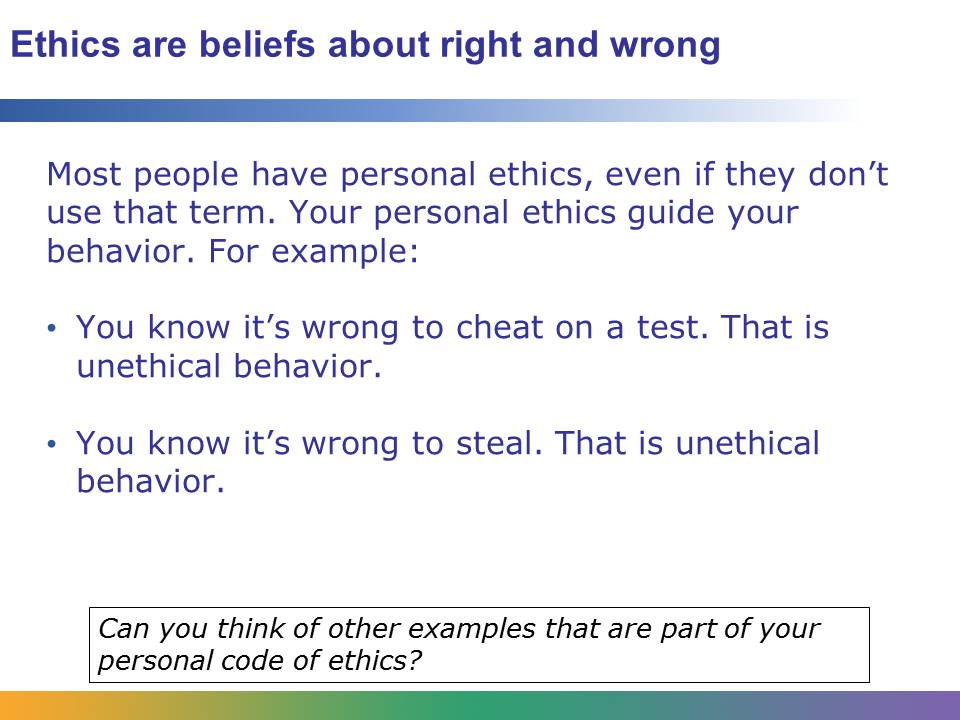 Ethics are beliefs about right and wrong
Most people have personal ethics, even if they don’t
use that term. Your personal ethics guide your
behavior. For example:
• You know it’s wrong to cheat on a test. That is
unethical behavior.
• You know it’s wrong to steal. That is unethical
behavior.
Can you think of other examples that are part of your
personal code of ethics?